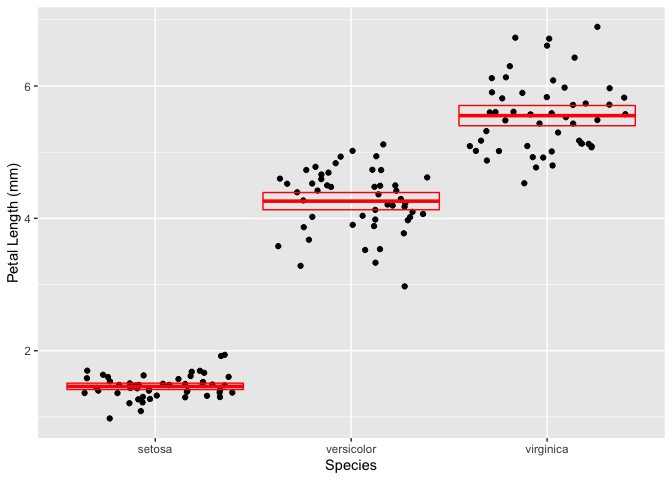 Petal Length (mm)
6
4
2
setosa
versicolor
virginica
Species